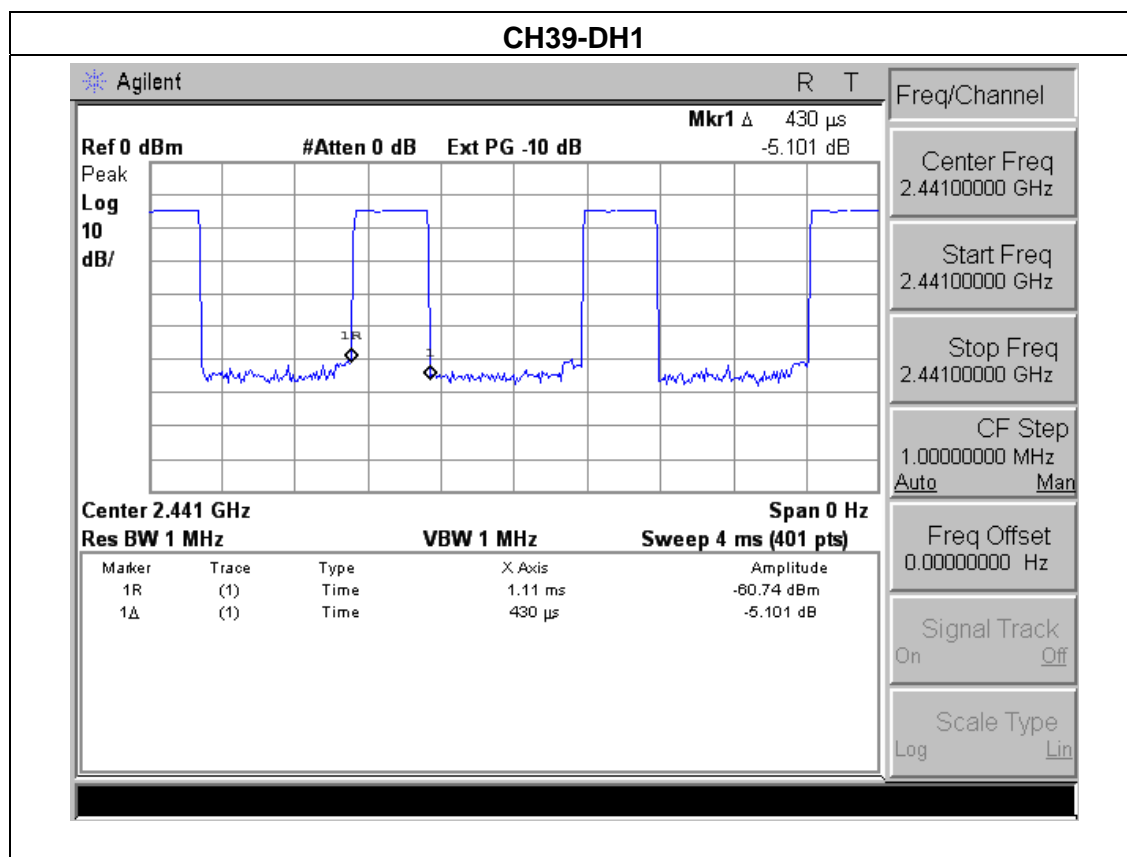 CH39-DH1
Agilent R T
Mkr1 Δ 430 µs
Ref 0 dBm #Atten 0 dB Ext PG -10 dB -5.101 dB
Peak
Log
10
dB/
1R
1
Center 2.441 GHz Span 0 Hz
Res BW 1 MHz VBW 1 MHz Sweep 4 ms (401 pts)
Marker Trace Type X Axis Amplitude
1R (1) Time 1.11 ms -60.74 dBm
1Δ (1) Time 430 µs -5.101 dB
Freq/Channel
Center Freq
2.44100000 GHz
Start Freq
2.44100000 GHz
Stop Freq
2.44100000 GHz
CF Step
1.00000000 MHz
Auto Man
Freq Offset
0.00000000 Hz
Signal Track
On Off
Scale Type
Log Lin